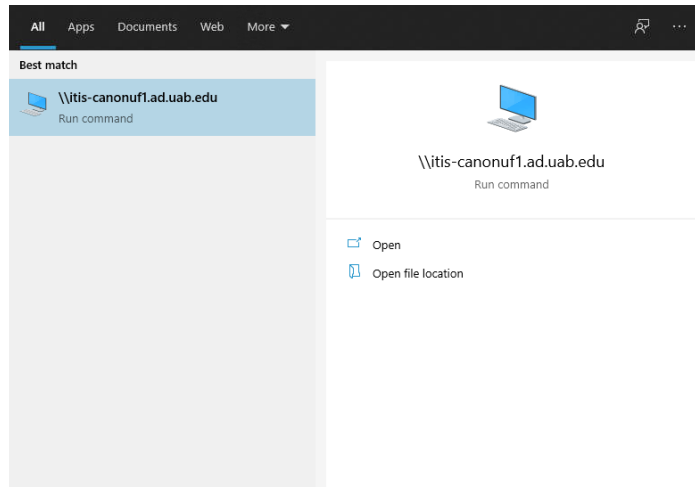 All Apps Documents Web More
Best match
\\itis-canonuf1.ad.uab.edu
Run command
\\itis-canonuf1.ad.uab.edu
Run command
Open
Open file location